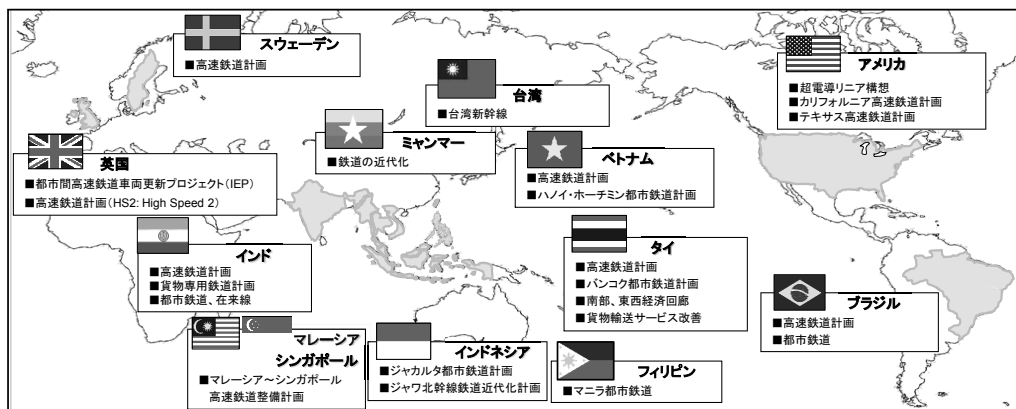 スウェーデン
■高速鉄道計画
台湾
■台湾新幹線
アメリカ
■超電導リニア構想
■カリフォルニア高速鉄道計画
■テキサス高速鉄道計画
ミャンマー
■鉄道の近代化
ベトナム
■高速鉄道計画
■ハノイ・ホーチミン都市鉄道計画
英国
■都市間高速鉄道車両更新プロジェクト(IEP)
■高速鉄道計画(HS2: High Speed 2)
インド
■高速鉄道計画
■貨物専用鉄道計画
■都市鉄道、在来線
タイ
■高速鉄道計画
■バンコク都市鉄道計画
■南部、東西経済回廊
■貨物輸送サービス改善
ブラジル
■高速鉄道計画
■都市鉄道
マレーシア
シンガポール
■マレーシア～シンガポール
高速鉄道整備計画
インドネシア
■ジャカルタ都市鉄道計画
■ジャワ北幹線鉄道近代化計画
フィリピン
■マニラ都市鉄道